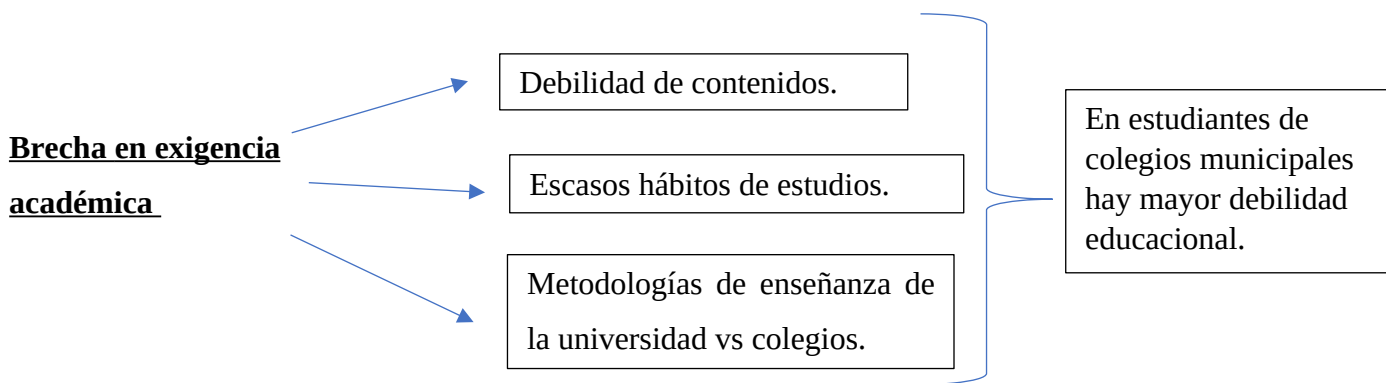 Brecha en exigencia
académica
Debilidad de contenidos.
Escasos hábitos de estudios.
Metodologías de enseñanza de
la universidad vs colegios.
En estudiantes de
colegios municipales
hay mayor debilidad
educacional.